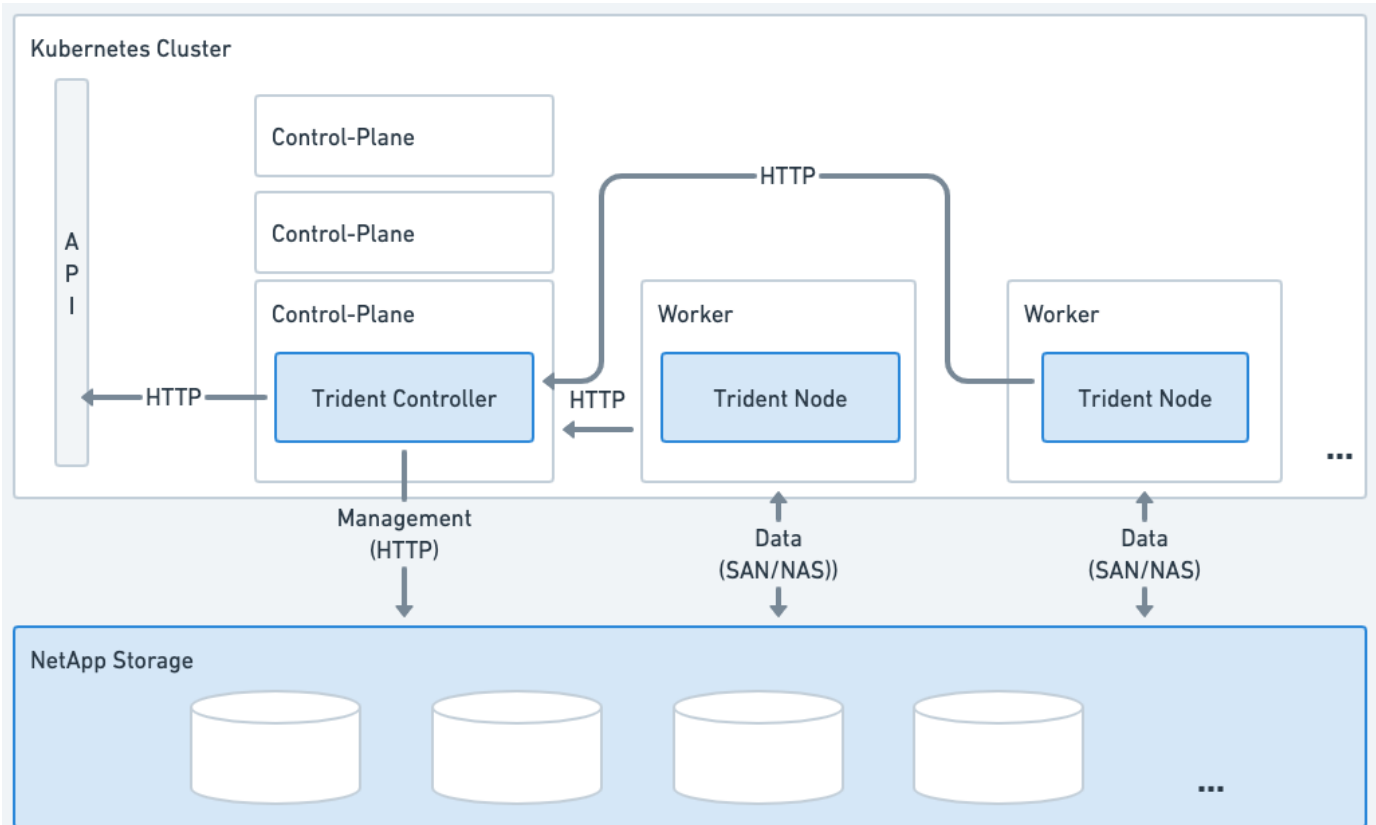 Kubernetes Cluster
A
P
I
Control-Plane
Control-Plane
Control-Plane
Trident Controller
HTTP
HTTP
HTTP
Worker
Trident Node
Worker
Trident Node
...
Management
(HTTP)
Data
(SAN/NAS))
Data
(SAN/NAS)
NetApp Storage
...